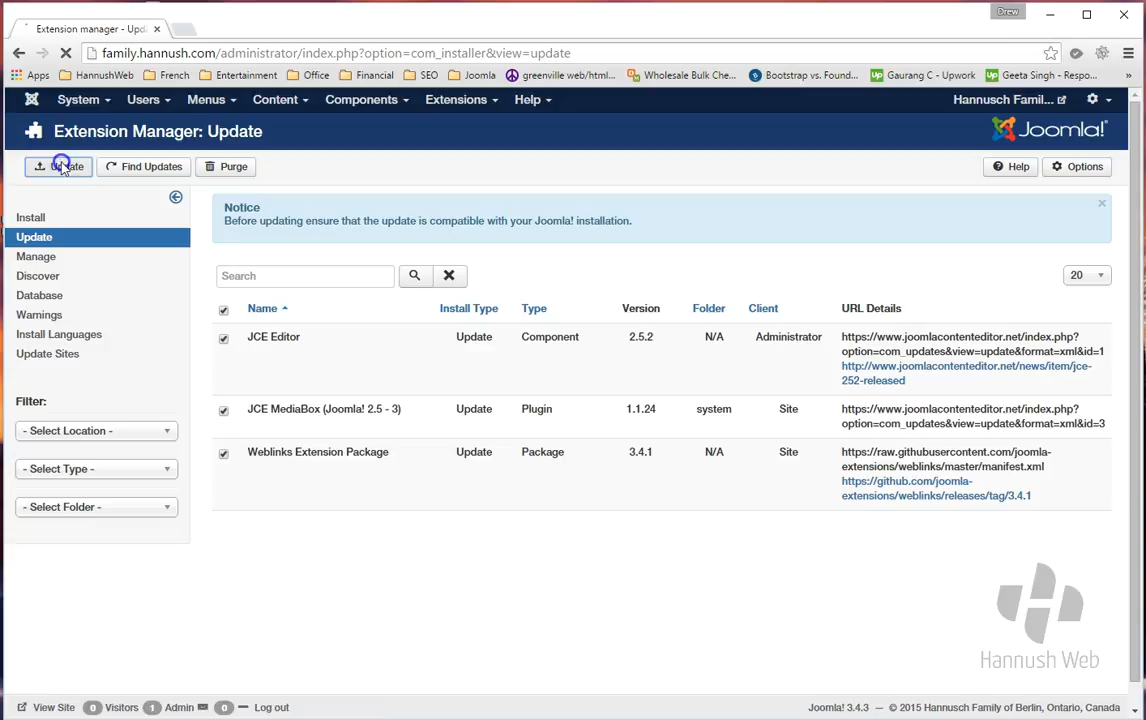 Extension manager - Upd
Drew
family.hannush.com/administrator/index.php?option=com_installer&view=update
Apps HannushWeb French Entertainment Office Financial SEO Joomla greenville web/html... Wholesale Bulk Che... Bootstrap vs. Foun... Up Gaurang C - Upwork Up Geeta Singh - Respo... »
System Users Menus Content Components Extensions Help Hannusch Famil...
Extension Manager: Update Joomla!®
Update Find Updates Purge Help Options
Notice
Before updating ensure that the update is compatible with your Joomla! installation.
×
Install
Update
Manage
Discover
Database
Warnings
Install Languages
Update Sites
Filter:
- Select Location -
- Select Type -
- Select Folder -
Search 20
Name Install Type Type Version Folder Client URL Details
JCE Editor Update Component 2.5.2 N/A Administrator https://www.joomlacontenteditor.net/index.php?
option=com_updates&view=update&format=xml&id=1
http://www.joomlacontenteditor.net/news/item/jce-
252-released
JCE MediaBox (Joomla! 2.5 - 3) Update Plugin 1.1.24 system Site https://www.joomlacontenteditor.net/index.php?
option=com_updates&view=update&format=xml&id=3
Weblinks Extension Package Update Package 3.4.1 N/A Site https://raw.githubusercontent.com/joomla-
extensions/weblinks/master/manifest.xml
https://github.com/joomla-
extensions/weblinks/releases/tag/3.4.1
Hannush Web
View Site 0 Visitors 1 Admin 0 Log out Joomla! 3.4.3 — © 2015 Hannusch Family of Berlin, Ontario, Canada